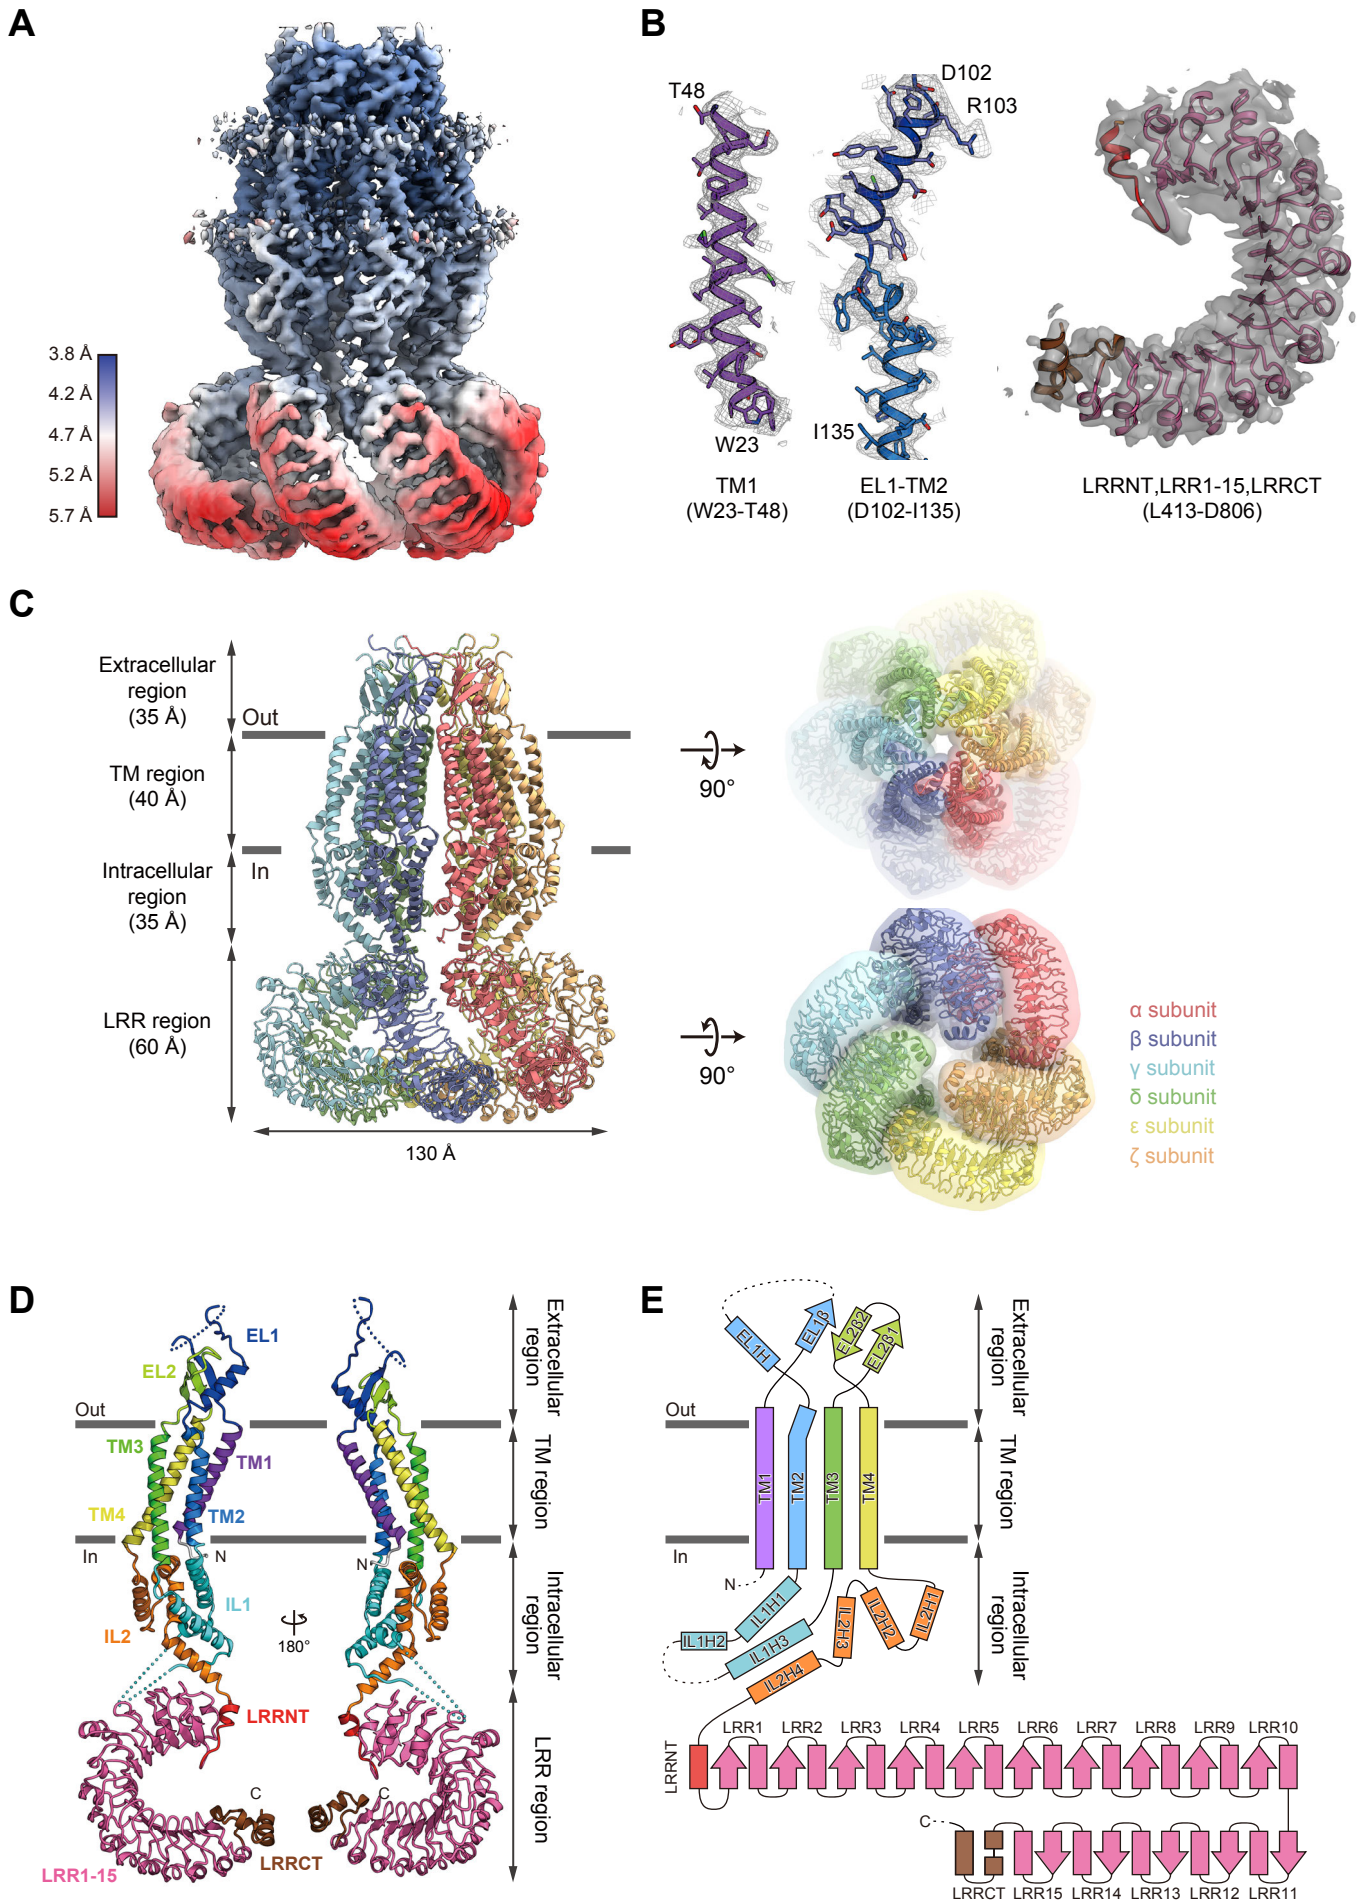 A
3.8 Å
4.2 Å
4.7 Å
5.2 Å
5.7 Å
B
T48
W23
TM1
(W23-T48)
D102
R103
I135
EL1-TM2
(D102-I135)
LRRNT,LRR1-15,LRRCT
(L413-D806)
C
Extracellular
region
(35 Å)
Out
TM region
(40 Å)
In
Intracellular
region
(35 Å)
LRR region
(60 Å)
130 Å
90°
90°
α subunit
β subunit
γ subunit
δ subunit
ε subunit
ζ subunit
D
EL1
EL2
Out
TM3
TM1
TM4
TM2
In
N
N
IL1
IL2
180°
LRRNT
C
C
LRRCT
LRR1-15
Extracellular
region
TM region
Intracellular
region
LRR region
E
EL1H
EL1β
EL2β2
EL2β1
Out
TM1
TM2
TM3
TM4
In
N
IL1H1
IL1H2
IL1H3
IL2H3
IL2H2
IL2H1
IL2H4
Extracellular
region
TM region
Intracellular
region
LRRNT
LRR1 LRR2 LRR3 LRR4 LRR5 LRR6 LRR7 LRR8 LRR9 LRR10
C
LRRCT LRR15 LRR14 LRR13 LRR12 LRR11